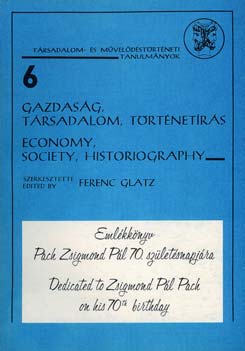 TÁRSADALOM- ÉS MŰVELŐDÉSTÖRTÉNETI
TANULMÁNYOK
6
GAZDASÁG,
TÁRSADALOM, TÖRTÉNETÍRÁS
ECONOMY,
SOCIETY, HISTORIOGRAPHY
SZERKESZTETTE
EDITED BY FERENC GLATZ
Emlékkönyv
Pach Zsigmond Pál 70. születésnapjára
Dedicated to Zsigmond Pál Pach
on his 70th birthday